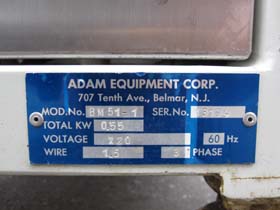 ADAM EQUIPMENT CORP.
707 Tenth Ave., Belmar, N.J.
MOD.No. BM51-1 SER.No.
TOTAL KW 0.55
VOLTAGE 220 60 Hz
WIRE 1.5 3 PHASE